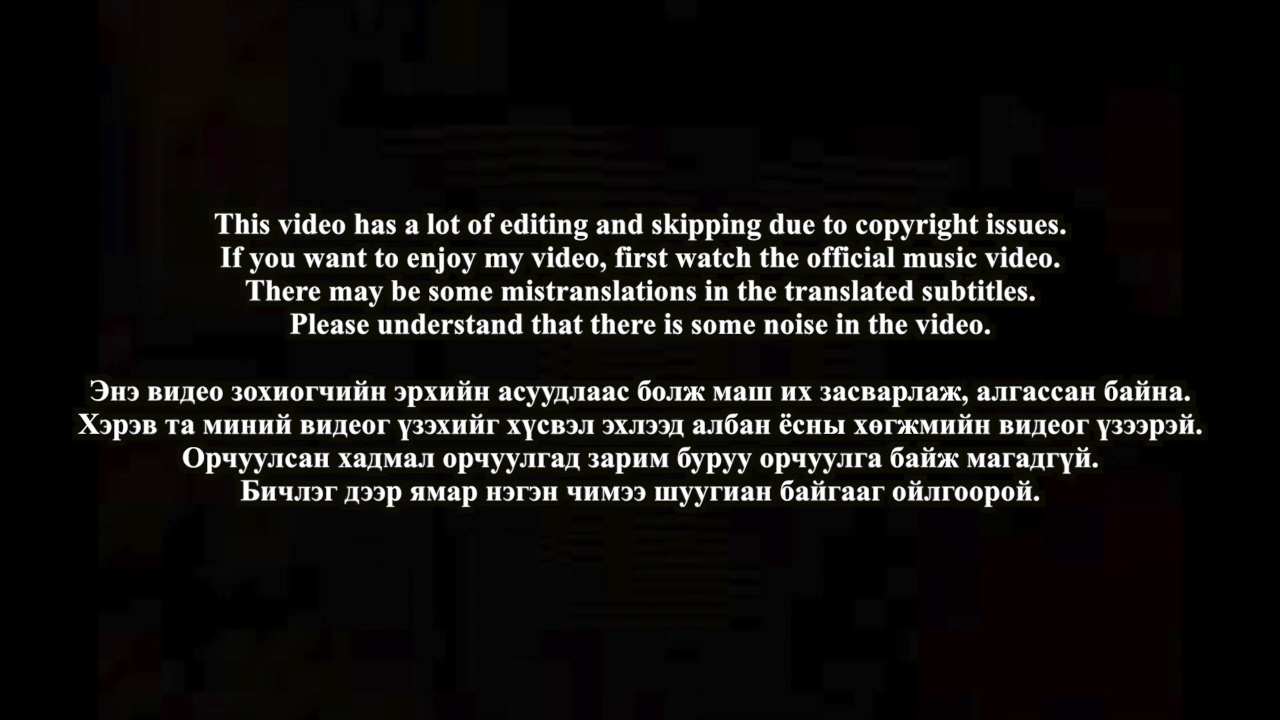 This video has a lot of editing and skipping due to copyright issues.
If you want to enjoy my video, first watch the official music video.
There may be some mistranslations in the translated subtitles.
Please understand that there is some noise in the video.
Энэ видео зохиогчийн эрхийн асуудлаас болж маш их засварлаж, алгассан байна.
Хэрэв та миний видеог үзэхийг хүсвэл эхлээд албан ёсны хөгжмийн видеог үзээрэй.
Орчуулсан хадмал орчуулгад зарим буруу орчуулга байж магадгүй.
Бичлэг дээр ямар нэгэн чимээ шуугиан байгааг ойлгоорой.